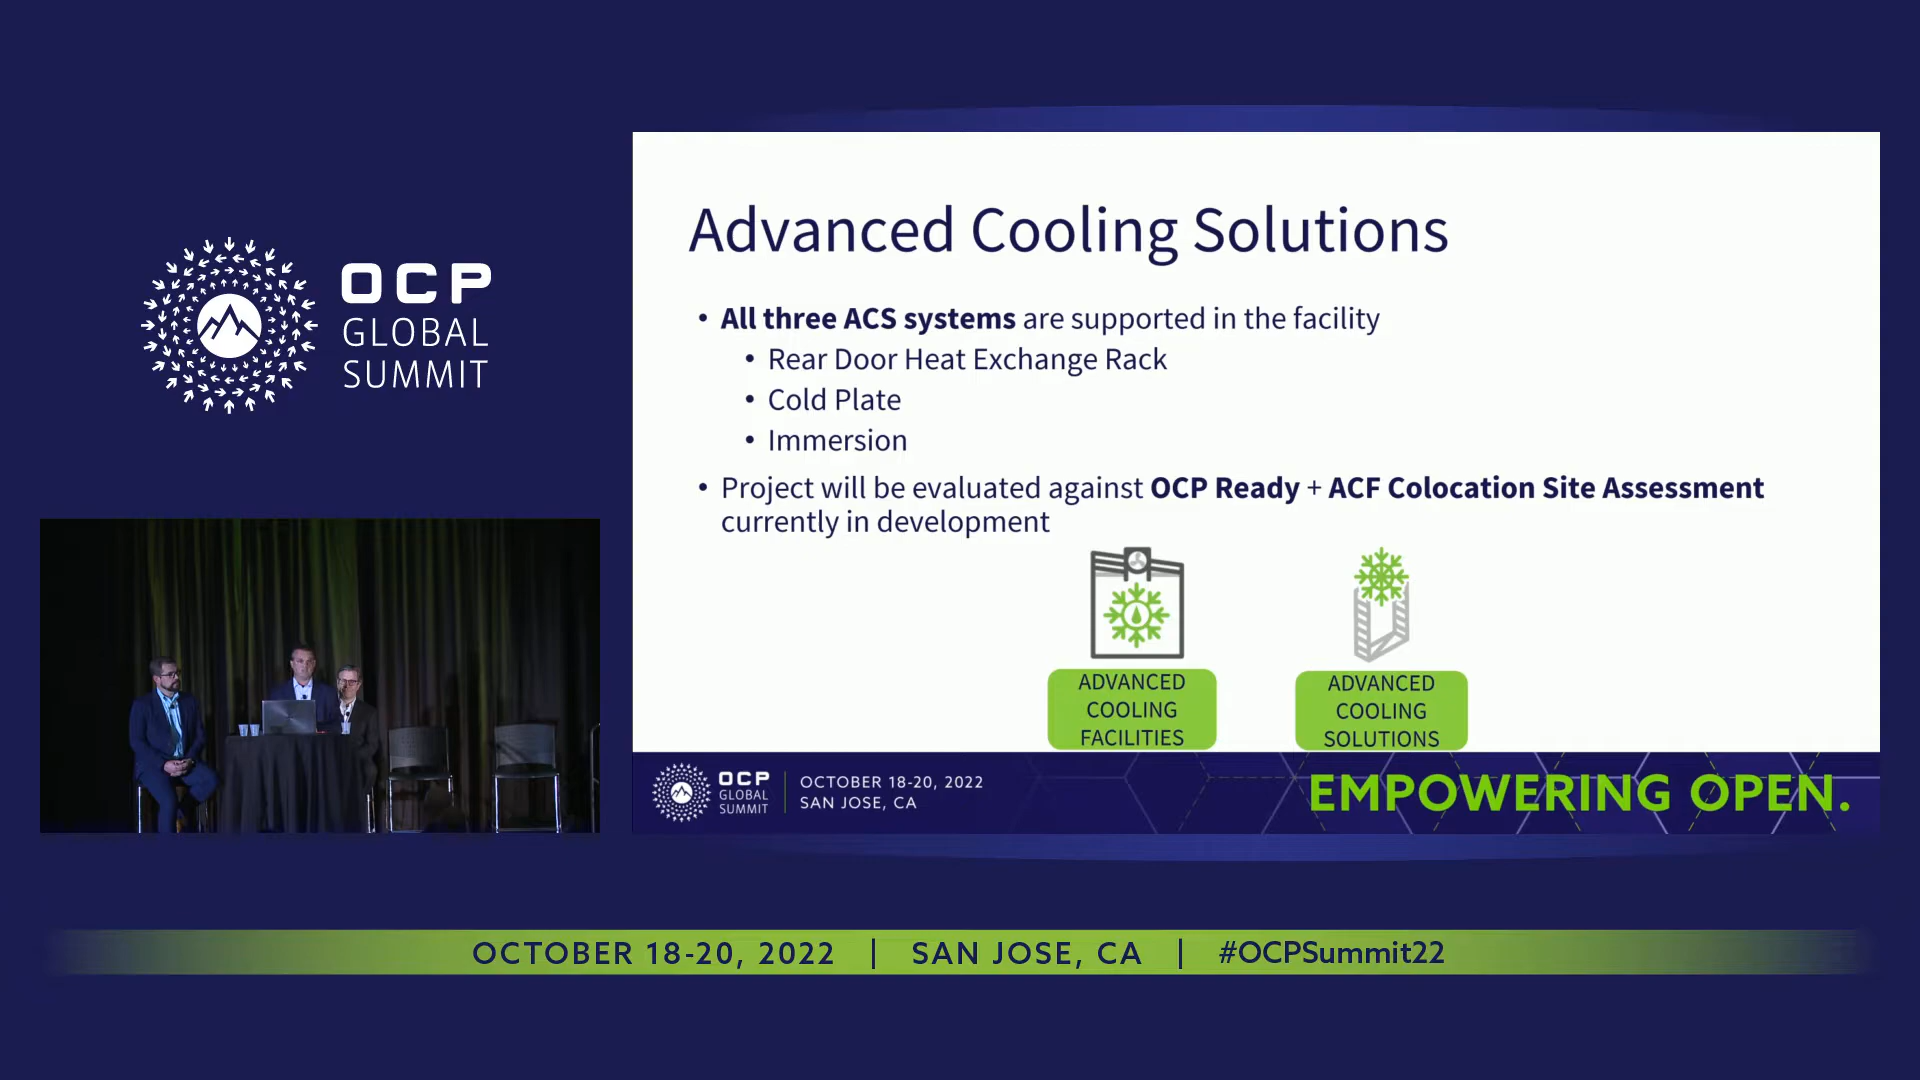 OCP
GLOBAL
SUMMIT
Advanced Cooling Solutions
• All three ACS systems are supported in the facility
• Rear Door Heat Exchange Rack
• Cold Plate
• Immersion
• Project will be evaluated against OCP Ready + ACF Colocation Site Assessment
currently in development
ADVANCED
COOLING
FACILITIES
ADVANCED
COOLING
SOLUTIONS
OCP
GLOBAL
SUMMIT
OCTOBER 18-20, 2022
SAN JOSE, CA
EMPOWERING OPEN.
OCTOBER 18-20, 2022 | SAN JOSE, CA | #OCPSummit22